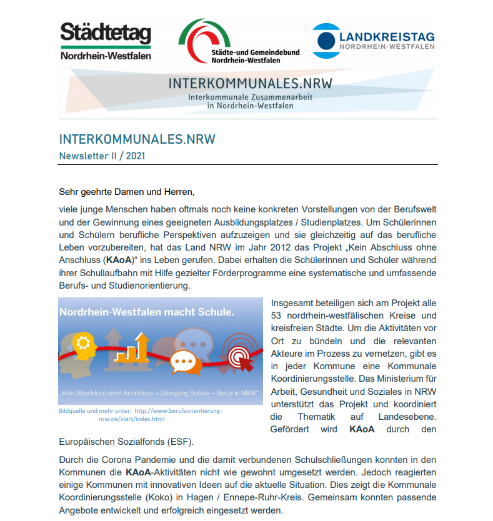 Städtetag
Nordrhein-Westfalen
Städte-und Gemeindebund
Nordrhein-Westfalen
LANDKREISTAG
NORDRHEIN-WESTFALEN
INTERKOMMUNALES.NRW
Interkommunale Zusammenarbeit
in Nordrhein-Westfalen
INTERKOMMUNALES.NRW
Newsletter II / 2021
Sehr geehrte Damen und Herren,
viele junge Menschen haben oftmals noch keine konkreten Vorstellungen von der Berufswelt
und der Gewinnung eines geeigneten Ausbildungsplatzes / Studienplatzes. Um Schülerinnen
und Schülern berufliche Perspektiven aufzuzeigen und sie gleichzeitig auf das berufliche
Leben vorzubereiten, hat das Land NRW im Jahr 2012 das Projekt „Kein Abschluss ohne
Anschluss (KAoA)“ ins Leben gerufen. Dabei erhalten die Schülerinnen und Schüler während
ihrer Schullaufbahn mit Hilfe gezielter Förderprogramme eine systematische und umfassende
Berufs- und Studienorientierung.
Nordrhein-Westfalen macht Schule.
„Kein Abschluss ohne Anschluss – Übergang Schule – Beruf in NRW“
Bildquelle und mehr unter: http://www.berufsorientierung-
nrw.de/start/index.html
Insgesamt beteiligen sich am Projekt alle
53 nordrhein-westfälischen Kreise und
kreisfreien Städte. Um die Aktivitäten vor
Ort zu bündeln und die relevanten
Akteure im Prozess zu vernetzen, gibt es
in jeder Kommune eine Kommunale
Koordinierungsstelle. Das Ministerium für
Arbeit, Gesundheit und Soziales in NRW
unterstützt das Projekt und koordiniert
die Thematik auf Landesebene.
Gefördert wird KAoA durch den
Europäischen Sozialfonds (ESF).
Durch die Corona Pandemie und die damit verbundenen Schulschließungen konnten in den
Kommunen die KAoA-Aktivitäten nicht wie gewohnt umgesetzt werden. Jedoch reagierten
einige Kommunen mit innovativen Ideen auf die aktuelle Situation. Dies zeigt die Kommunale
Koordinierungsstelle (Koko) in Hagen / Ennepe-Ruhr-Kreis. Gemeinsam konnten passende
Angebote entwickelt und erfolgreich eingesetzt werden.